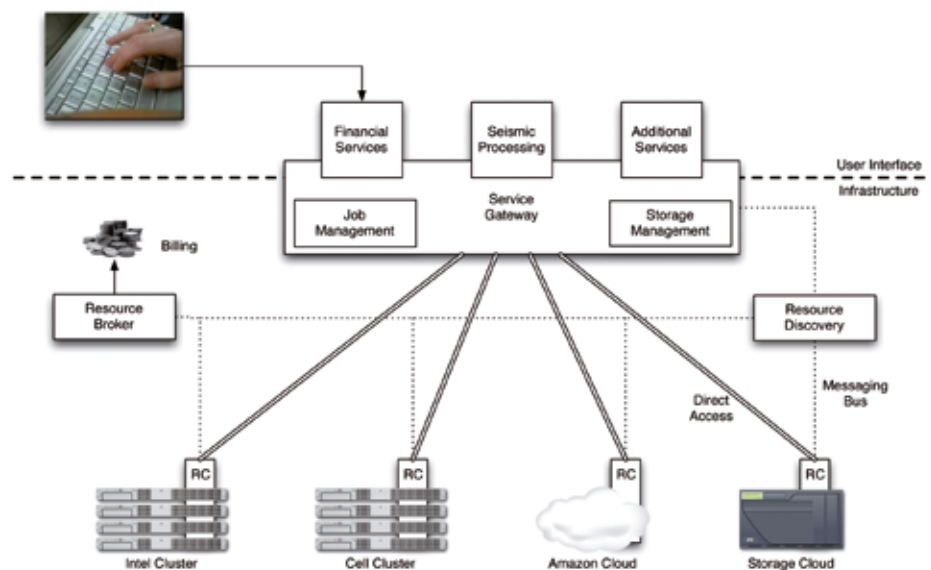 Financial
Services
Seismic
Processing
Additional
Services
User Interface
Infrastructure
Service
Gateway
Job
Management
Storage
Management
Billing
Resource
Broker
Resource
Discovery
Direct
Access
Messaging
Bus
RC
RC
RC
RC
Intel Cluster
Cell Cluster
Amazon Cloud
Storage Cloud